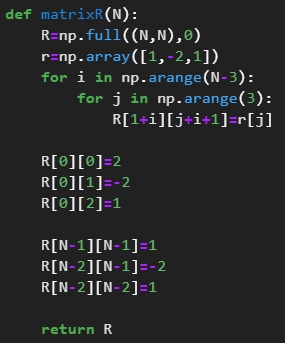 def matrixR(N):
    R=np.full((N,N),0)
    r=np.array([1,-2,1])
    for i in np.arange(N-3):
        for j in np.arange(3):
            R[1+i][j+i+1]=r[j]

    R[0][0]=2
    R[0][1]=-2
    R[0][2]=1

    R[N-1][N-1]=1
    R[N-2][N-1]=-2
    R[N-2][N-2]=1

    return R